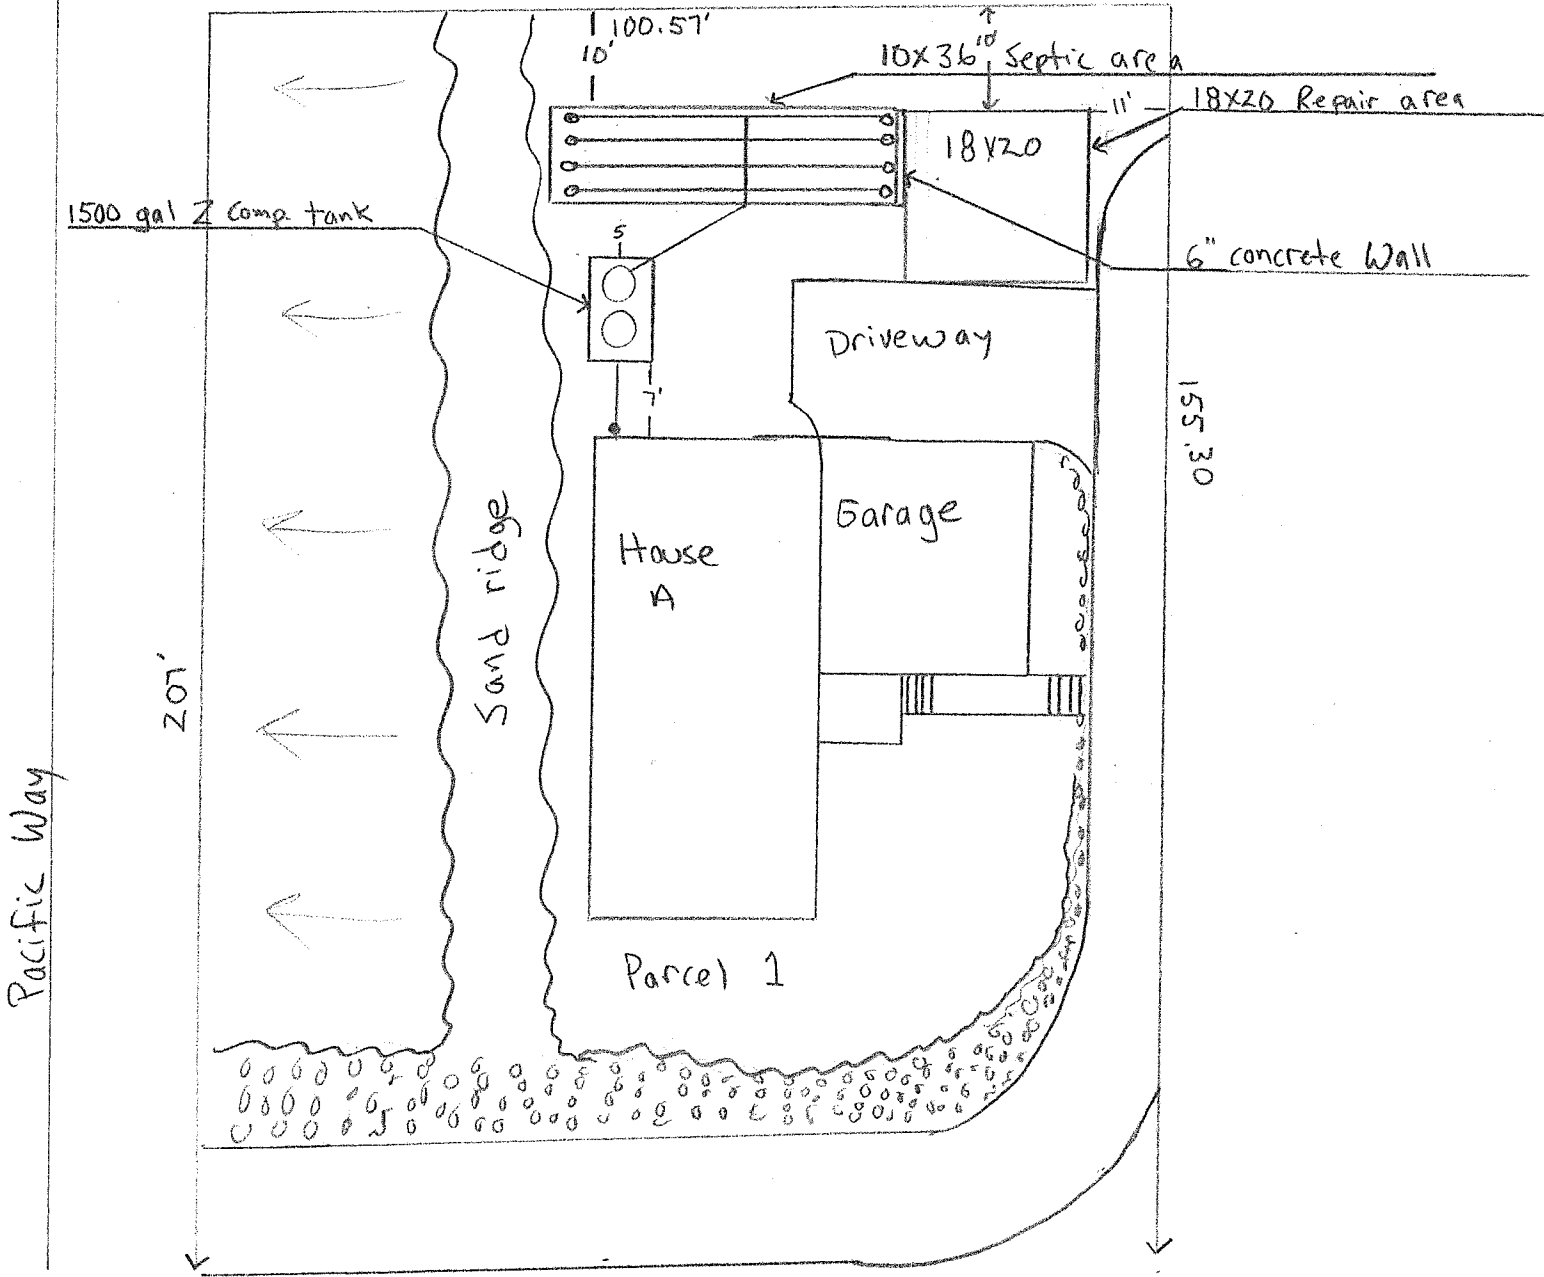 100.57'
10'
10'
10X36' Septic area
11'
18X20 Repair area
18X20
1500 gal 2 comp. tank
5
6" concrete Wall
Driveway
7'
155.30
Garage
House
A
Sand ridge
207'
Pacific Way
Parcel 1